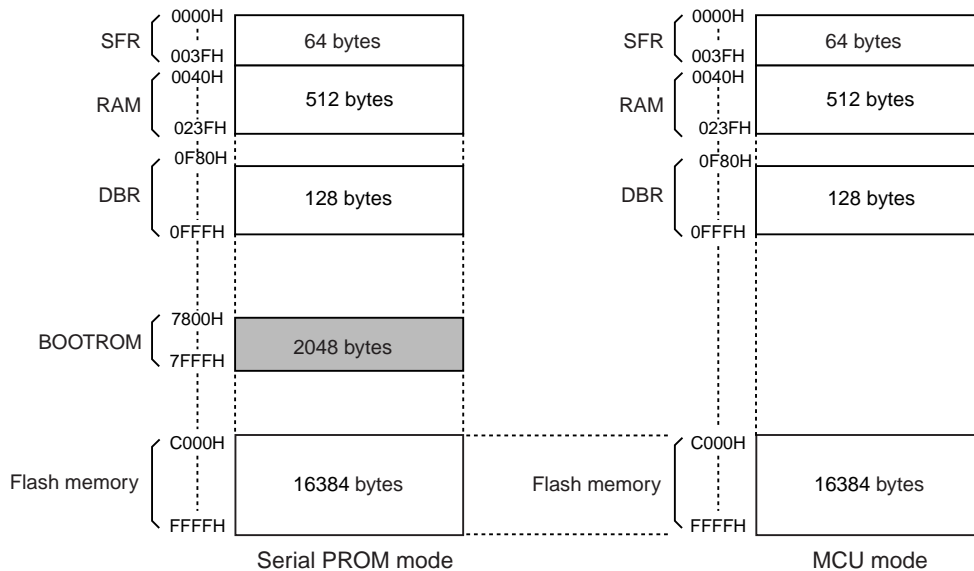 0000H
SFR
64 bytes
003FH
0040H
RAM
512 bytes
023FH
0F80H
DBR
128 bytes
0FFFH
7800H
BOOTROM
2048 bytes
7FFFH
C000H
Flash memory
16384 bytes
FFFFH
Serial PROM mode
0000H
SFR
64 bytes
003FH
0040H
RAM
512 bytes
023FH
0F80H
DBR
128 bytes
0FFFH
C000H
Flash memory
16384 bytes
FFFFH
MCU mode